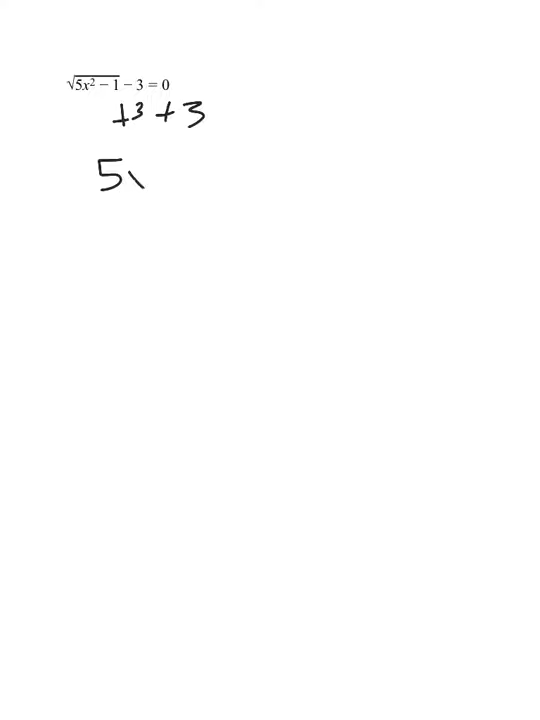 √5x² − 1 − 3 = 0
+3 +3
5